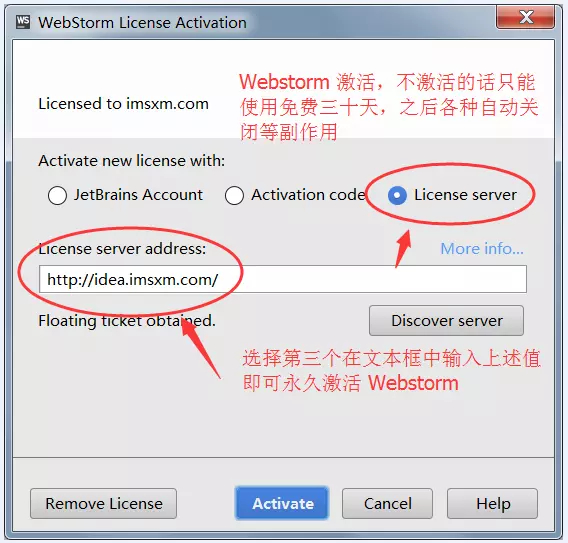 WS WebStorm License Activation
Webstorm 激活，不激活的话只能
使用免费三十天，之后各种自动关
闭等副作用
Licensed to imsxm.com
Activate new license with:
JetBrains Account Activation code License server
License server address: More info...
http://idea.imsxm.com/
Floating ticket obtained. Discover server
选择第三个在文本框中输入上述值
即可永久激活 Webstorm
Remove License Activate Cancel Help